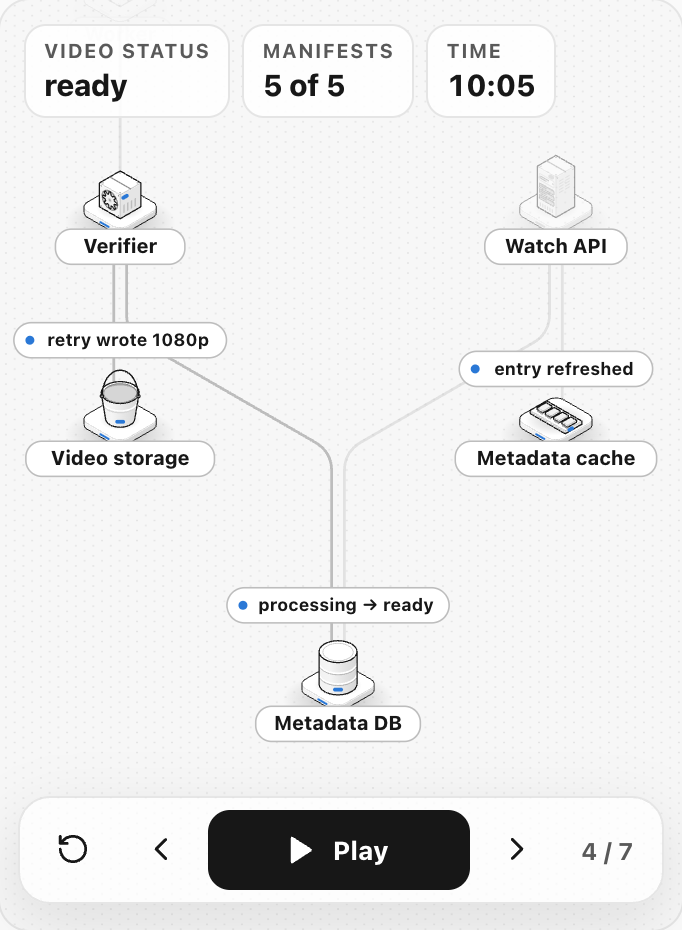 VIDEO STATUS
ready
MANIFESTS
5 of 5
TIME
10:05
Verifier
Watch API
retry wrote 1080p
entry refreshed
Video storage
Metadata cache
processing → ready
Metadata DB
Play
4 / 7